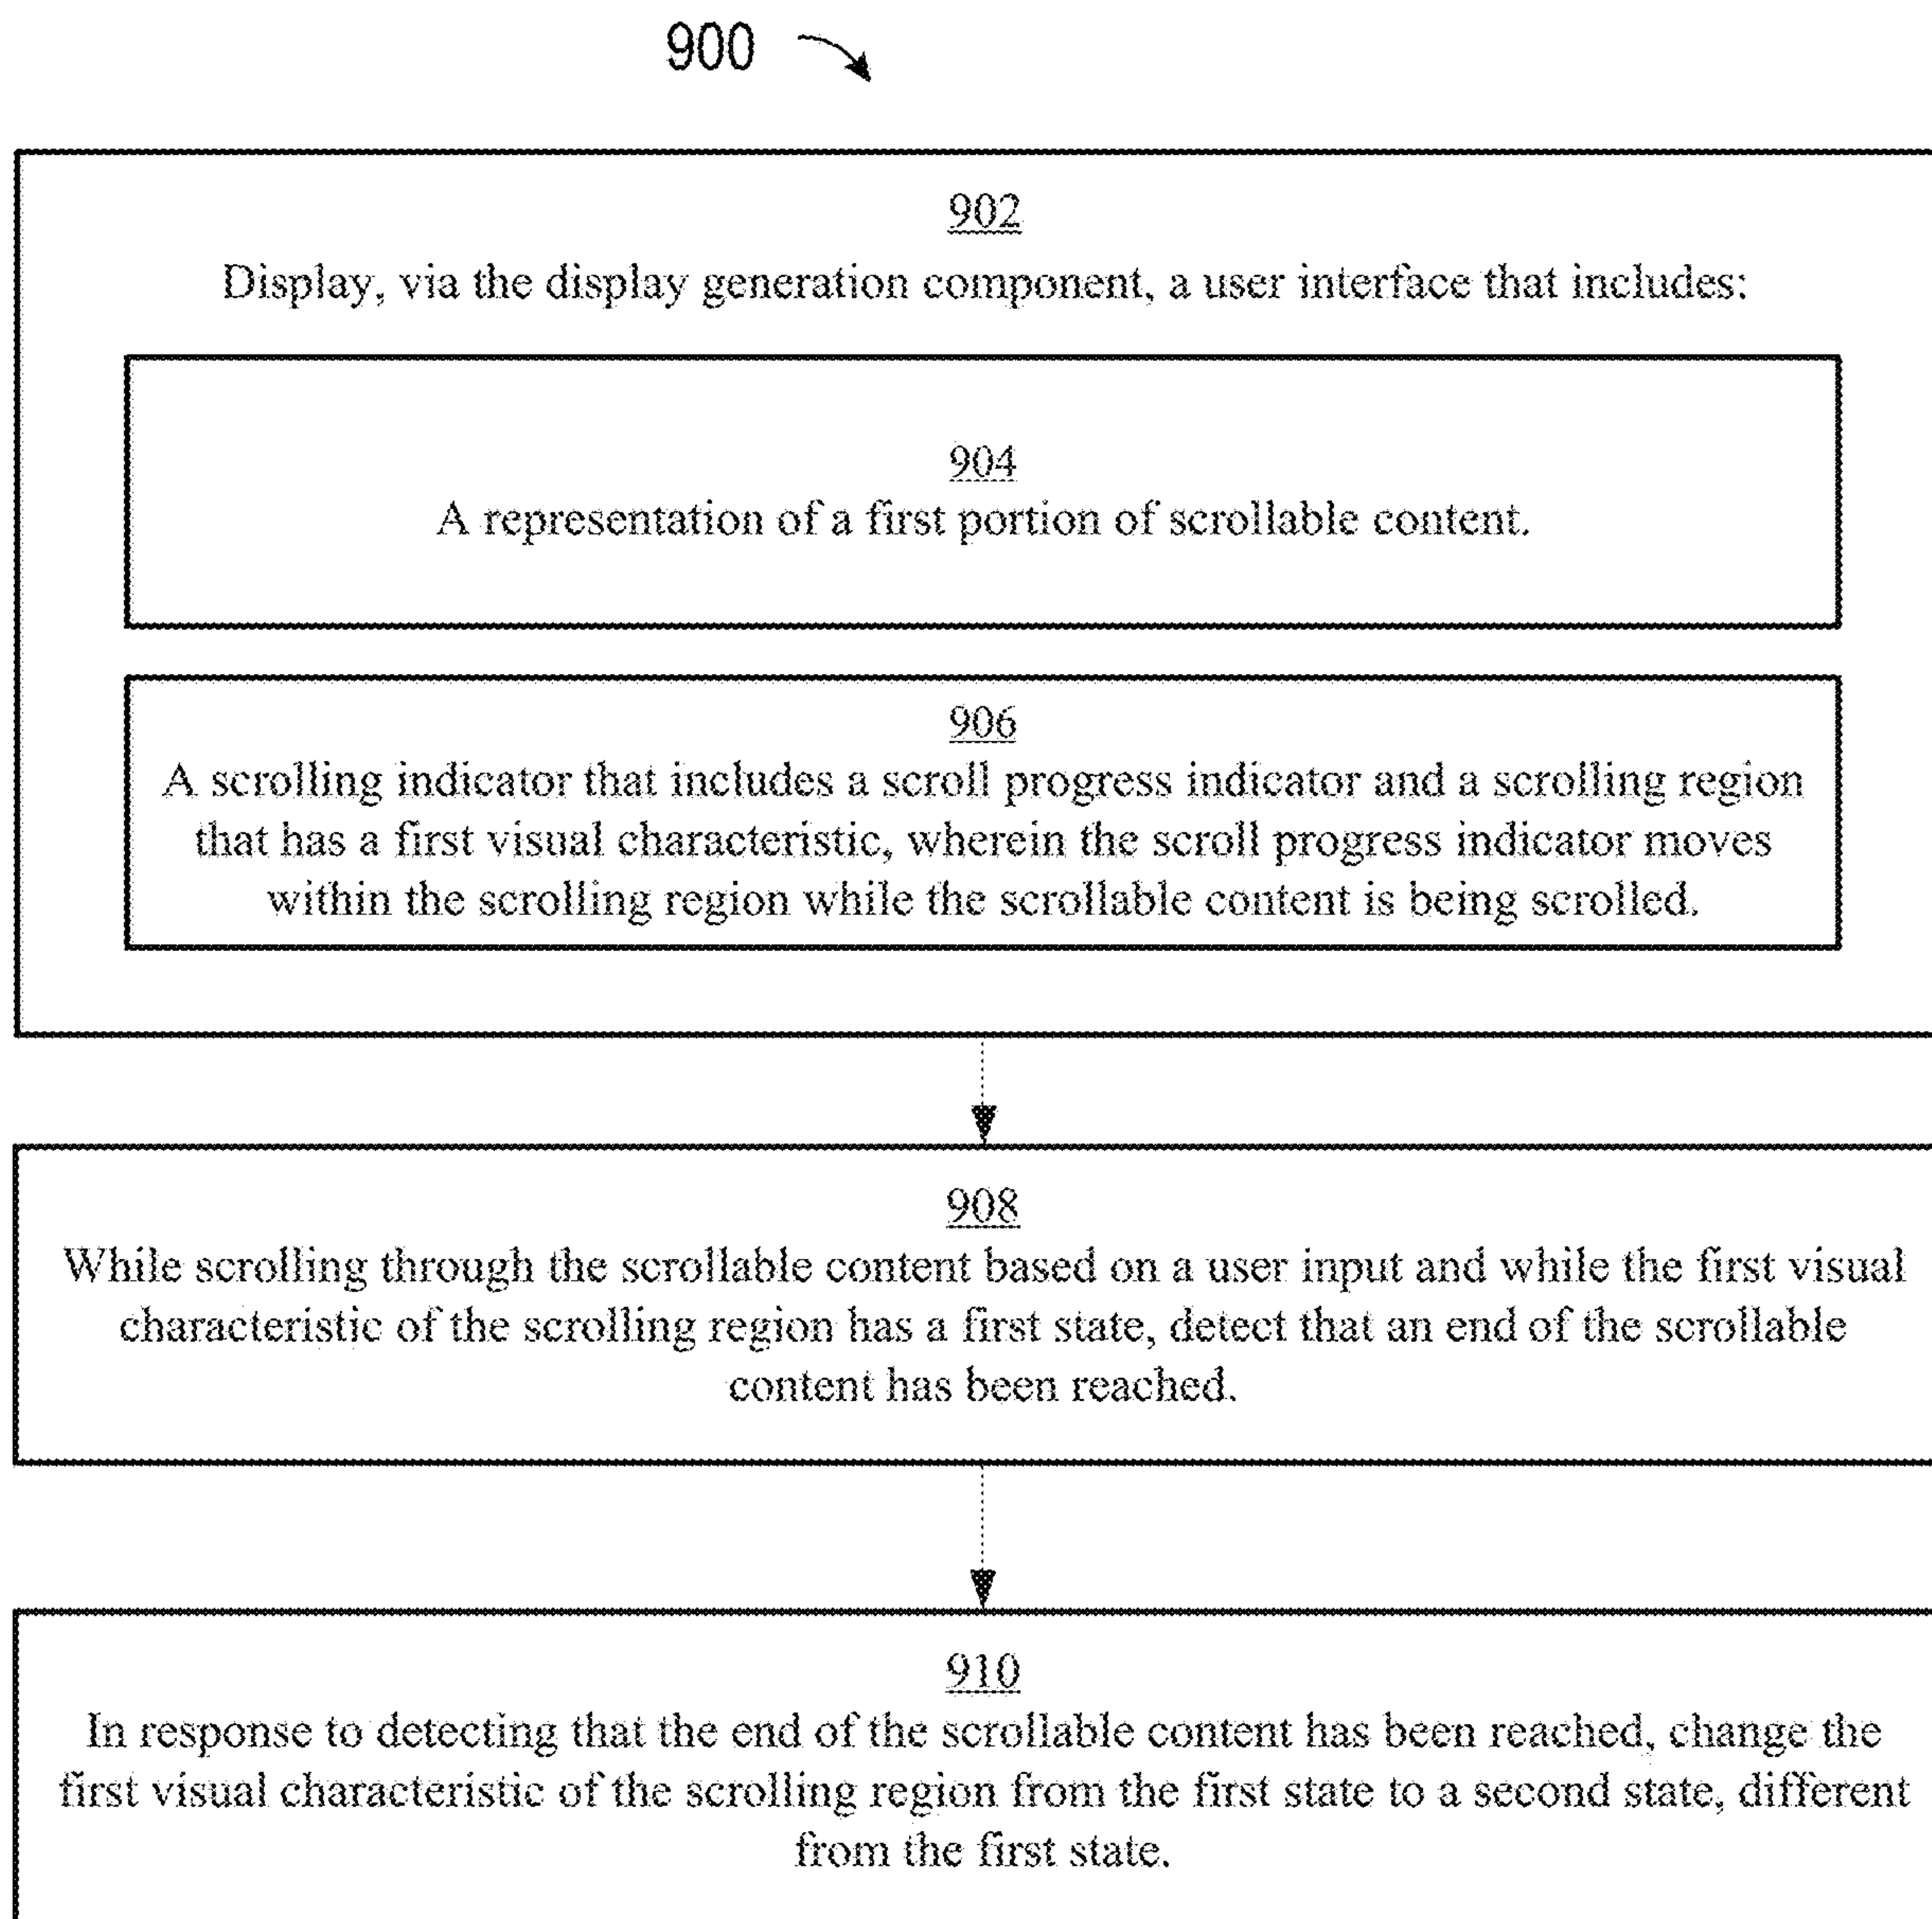 900
902
Display, via the display generation component, a user interface that includes:
904
A representation of a first portion of scrollable content.
906
A scrolling indicator that includes a scroll progress indicator and a scrolling region
that has a first visual characteristic, wherein the scroll progress indicator moves
within the scrolling region while the scrollable content is being scrolled.
908
While scrolling through the scrollable content based on a user input and while the first visual
characteristic of the scrolling region has a first state, detect that an end of the scrollable
content has been reached.
910
In response to detecting that the end of the scrollable content has been reached, change the
first visual characteristic of the scrolling region from the first state to a second state, different
from the first state.